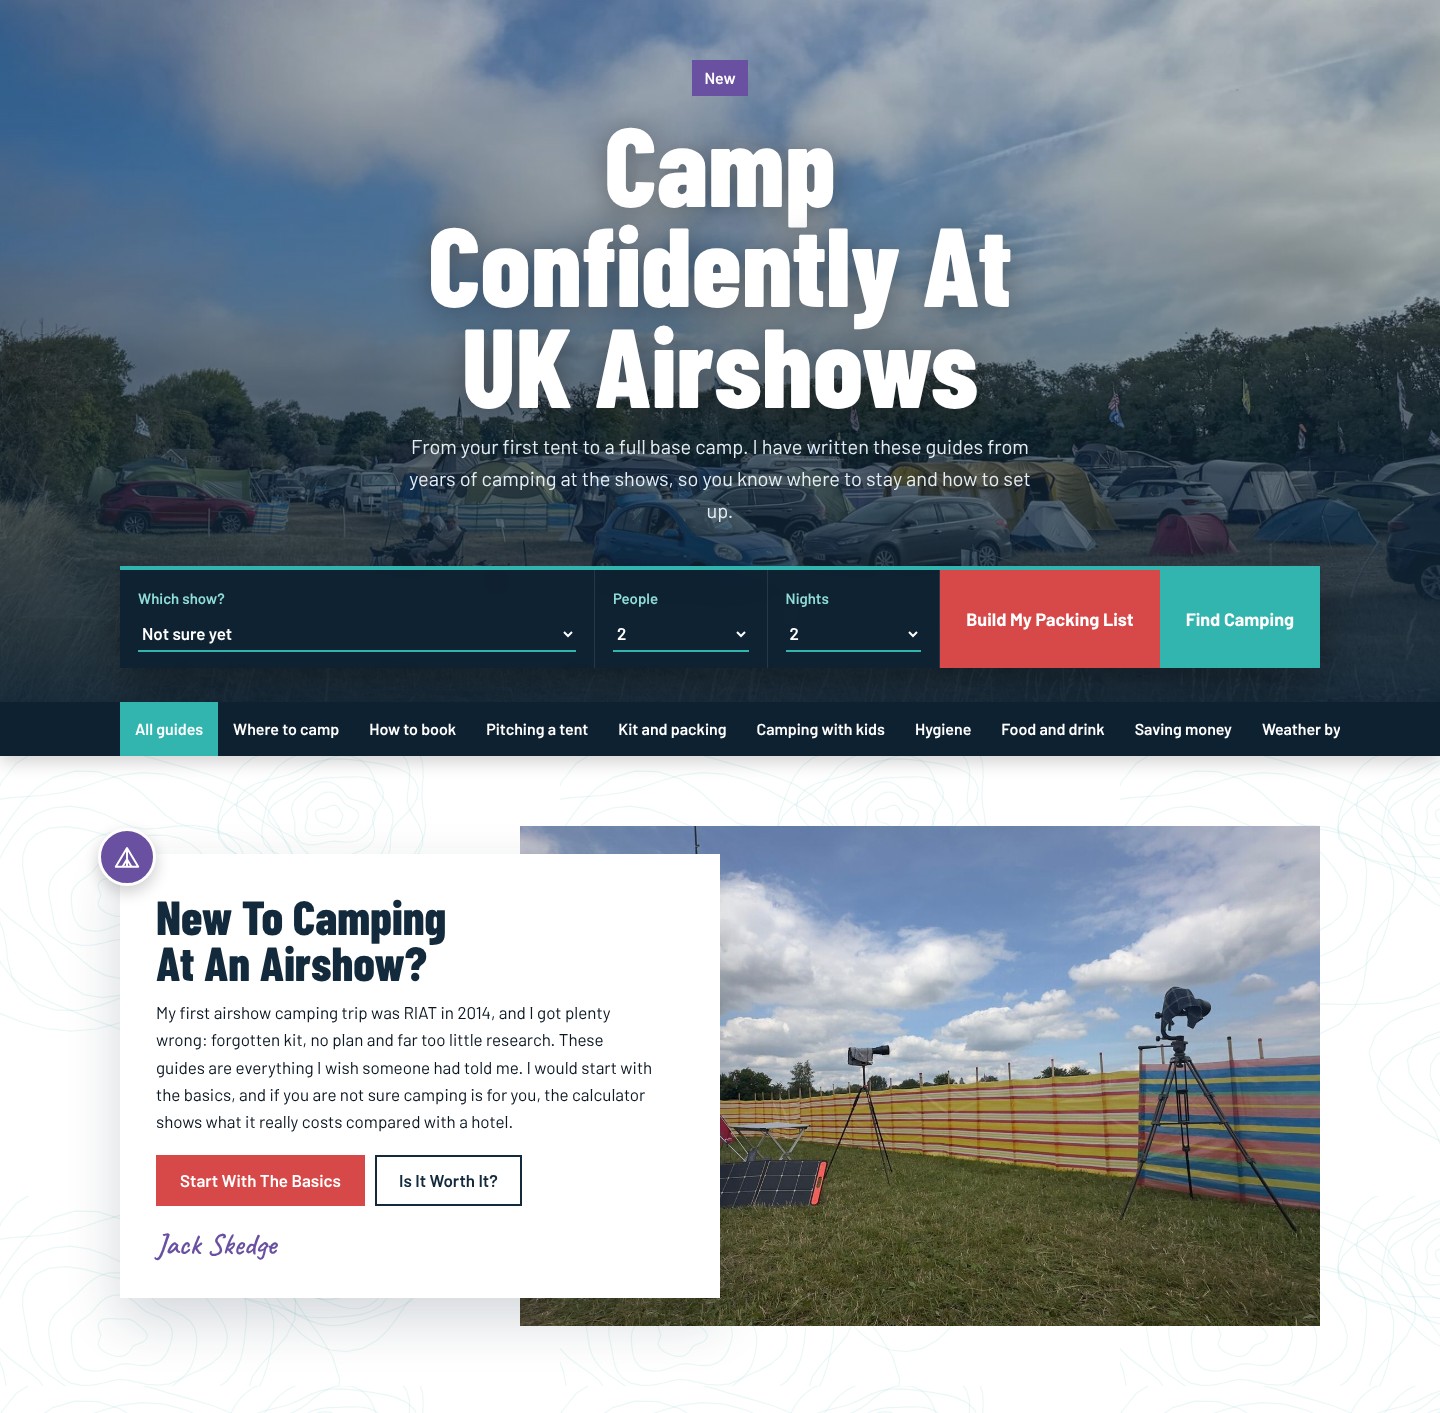 New
Camp
Confidently At
UK Airshows
From your first tent to a full base camp. I have written these guides from
years of camping at the shows, so you know where to stay and how to set
up.
Which show?
Not sure yet
People
2
Nights
2
Build My Packing List
Find Camping
All guides Where to camp How to book Pitching a tent Kit and packing Camping with kids Hygiene Food and drink Saving money Weather by
New To Camping
At An Airshow?
My first airshow camping trip was RIAT in 2014, and I got plenty
wrong: forgotten kit, no plan and far too little research. These
guides are everything I wish someone had told me. I would start with
the basics, and if you are not sure camping is for you, the calculator
shows what it really costs compared with a hotel.
Start With The Basics Is It Worth It?
Jack Skedge